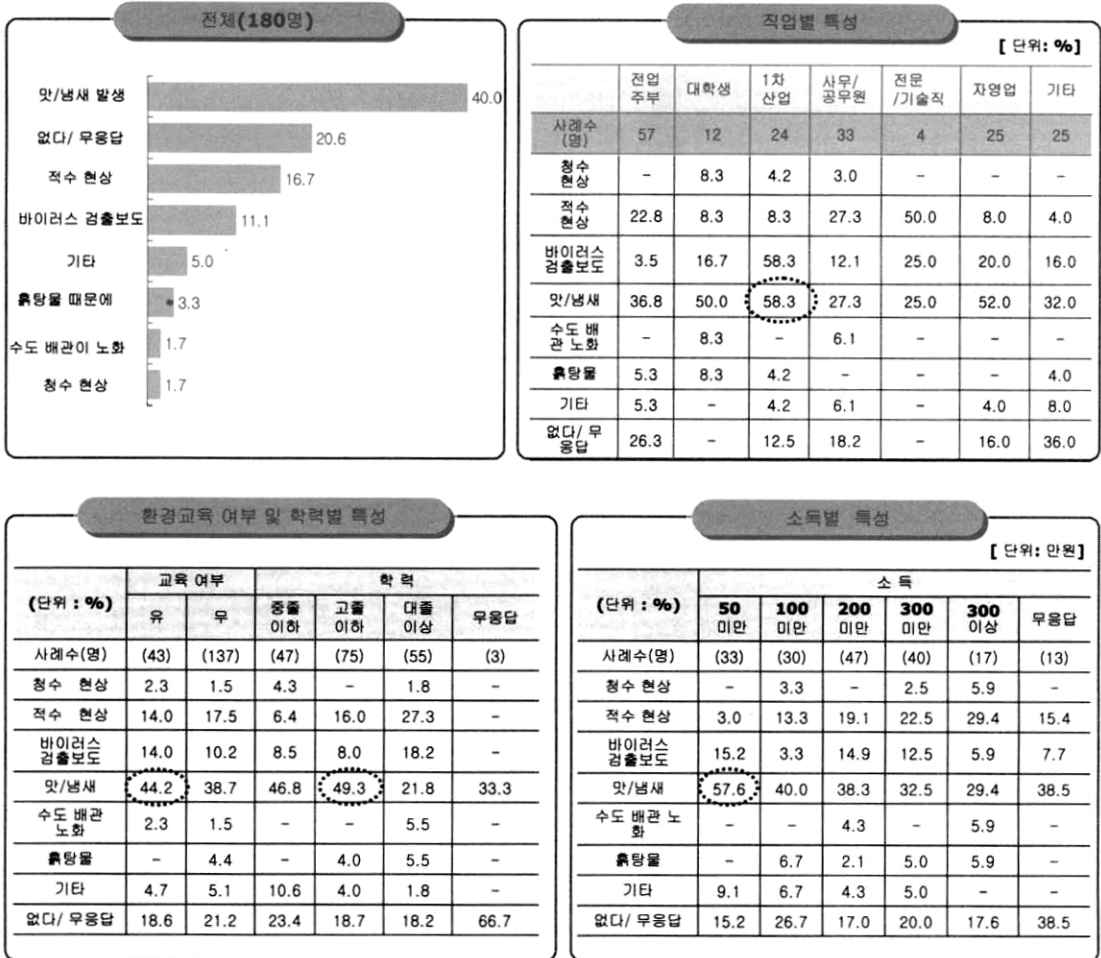 전체(180명)
맛/냄새 발생 40.0
없다/ 무응답 20.6
적수 현상 16.7
바이러스 검출보도 11.1
기타 5.0
흙탕물 때문에 3.3
수도 배관이 노화 1.7
청수 현상 1.7
직업별 특성
[ 단위: %]
전업 주부 대학생 1차 산업 사무/ 공무원 전문 /기술직 자영업 기타
사례수 (명) 57 12 24 33 4 25 25
청수 현상 - 8.3 4.2 3.0 - - -
적수 현상 22.8 8.3 8.3 27.3 50.0 8.0 4.0
바이러스 검출보도 3.5 16.7 58.3 12.1 25.0 20.0 16.0
맛/냄새 36.8 50.0 58.3 27.3 25.0 52.0 32.0
수도 배 관 노화 - 8.3 - 6.1 - - -
흙탕물 5.3 8.3 4.2 - - - 4.0
기타 5.3 - 4.2 6.1 - 4.0 8.0
없다/ 무 응답 26.3 - 12.5 18.2 - 16.0 36.0
환경교육 여부 및 학력별 특성
(단위 : %) 교육 여부 학 력
유 무 중졸 이하 고졸 이하 대졸 이상 무응답
사례수(명) (43) (137) (47) (75) (55) (3)
청수 현상 2.3 1.5 4.3 - 1.8 -
적수 현상 14.0 17.5 6.4 16.0 27.3 -
바이러스 검출보도 14.0 10.2 8.5 8.0 18.2 -
맛/냄새 44.2 38.7 46.8 49.3 21.8 33.3
수도 배관 노화 2.3 1.5 - - 5.5 -
흙탕물 - 4.4 - 4.0 5.5 -
기타 4.7 5.1 10.6 4.0 1.8 -
없다/ 무응답 18.6 21.2 23.4 18.7 18.2 66.7
소득별 특성
[ 단위: 만원]
(단위 : %) 소 득
50 미만 100 미만 200 미만 300 미만 300 이상 무응답
사례수(명) (33) (30) (47) (40) (17) (13)
청수 현상 - 3.3 - 2.5 5.9 -
적수 현상 3.0 13.3 19.1 22.5 29.4 15.4
바이러스 검출보도 15.2 3.3 14.9 12.5 5.9 7.7
맛/냄새 57.6 40.0 38.3 32.5 29.4 38.5
수도 배관 노 화 - - 4.3 - 5.9 -
흙탕물 - 6.7 2.1 5.0 5.9 -
기타 9.1 6.7 4.3 5.0 - -
없다/ 무응답 15.2 26.7 17.0 20.0 17.6 38.5